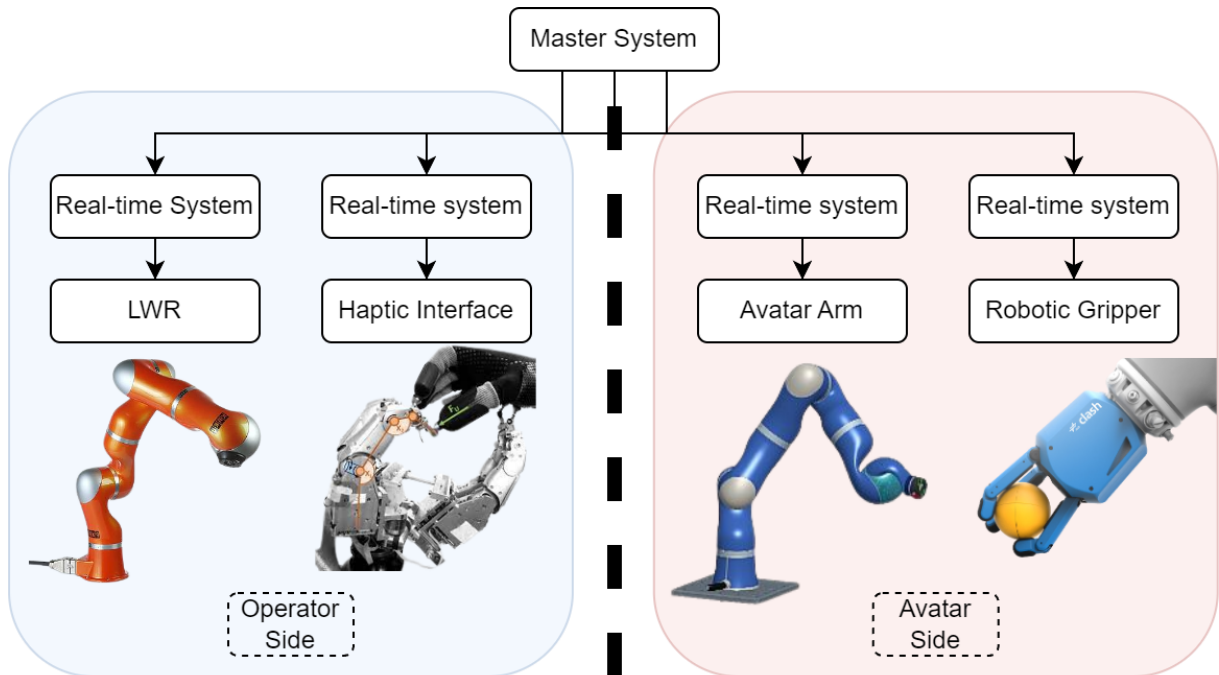 Master System
Real-time System
Real-time system
Real-time system
Real-time system
LWR
Haptic Interface
Avatar Arm
Robotic Gripper
F
clash
Operator
Side
Avatar
Side